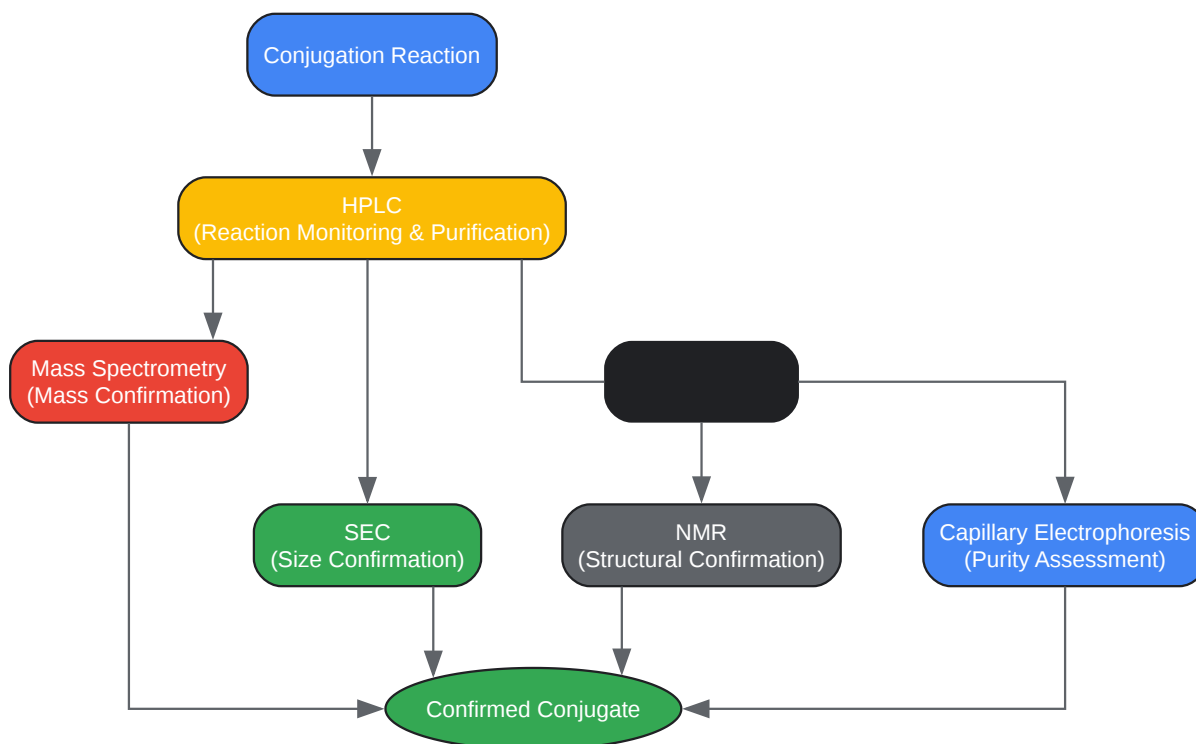 Conjugation Reaction
HPLC
(Reaction Monitoring & Purification)
Mass Spectrometry
(Mass Confirmation)
SEC
(Size Confirmation)
NMR
(Structural Confirmation)
Capillary Electrophoresis
(Purity Assessment)
Confirmed Conjugate